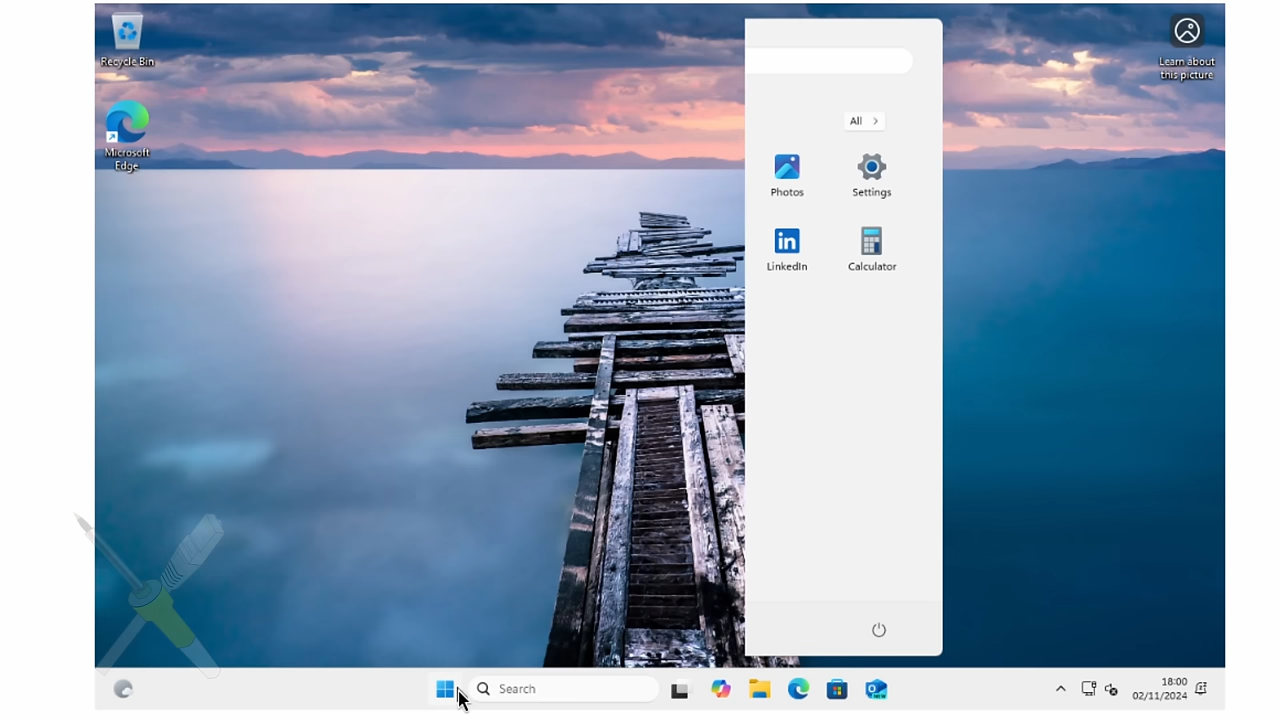 Recycle Bin
Microsoft
Edge
Learn about
this picture
All
Photos
Settings
in
LinkedIn
Calculator
Search
18:00
02/11/2024